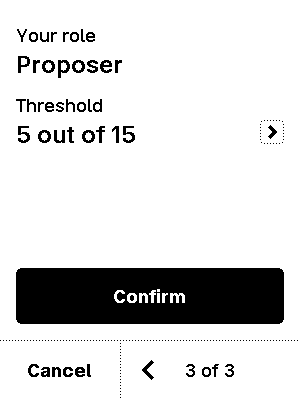 Your role
Proposer
Threshold
5 out of 15
Confirm
Cancel
3 of 3